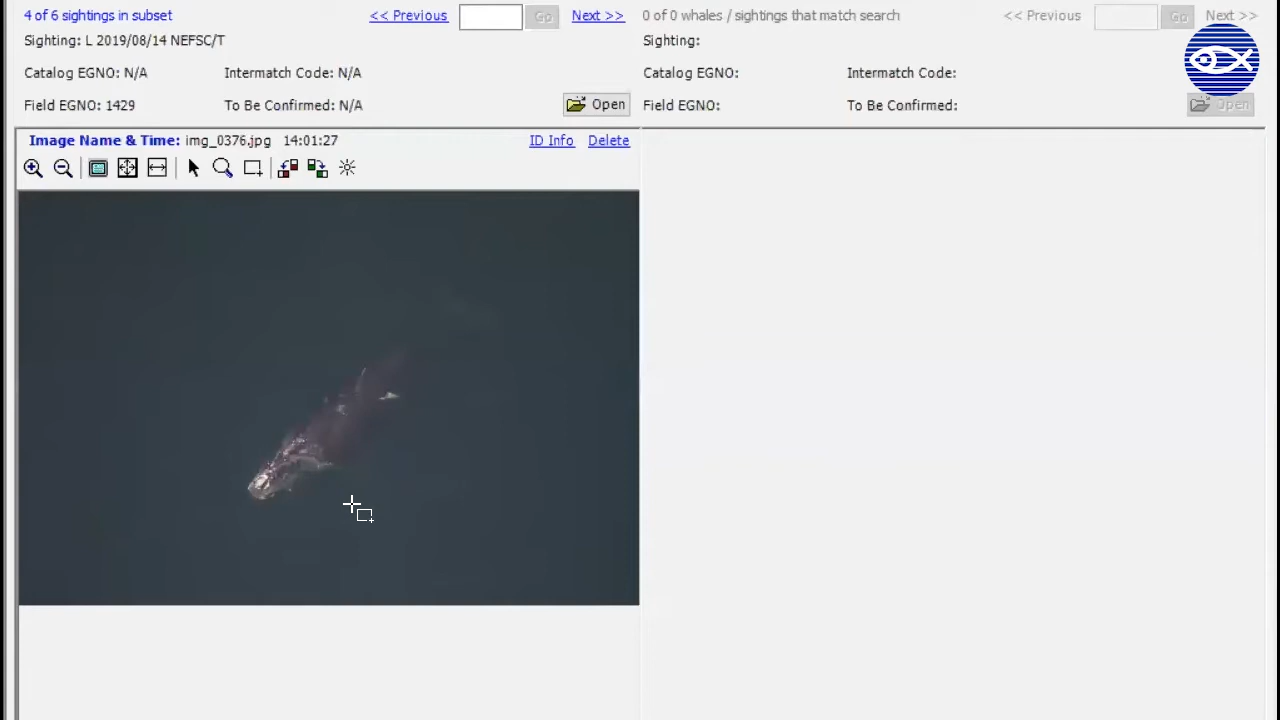 4 of 6 sightings in subset << Previous Go Next >>
Sighting: L 2019/08/14 NEFSC/T
Catalog EGNO: N/A Intermatch Code: N/A
Field EGNO: 1429 To Be Confirmed: N/A Open
Image Name & Time: img_0376.jpg 14:01:27 ID Info Delete
0 of 0 whales / sightings that match search << Previous Go Next >>
Sighting:
Catalog EGNO: Intermatch Code:
Field EGNO: To Be Confirmed: Open